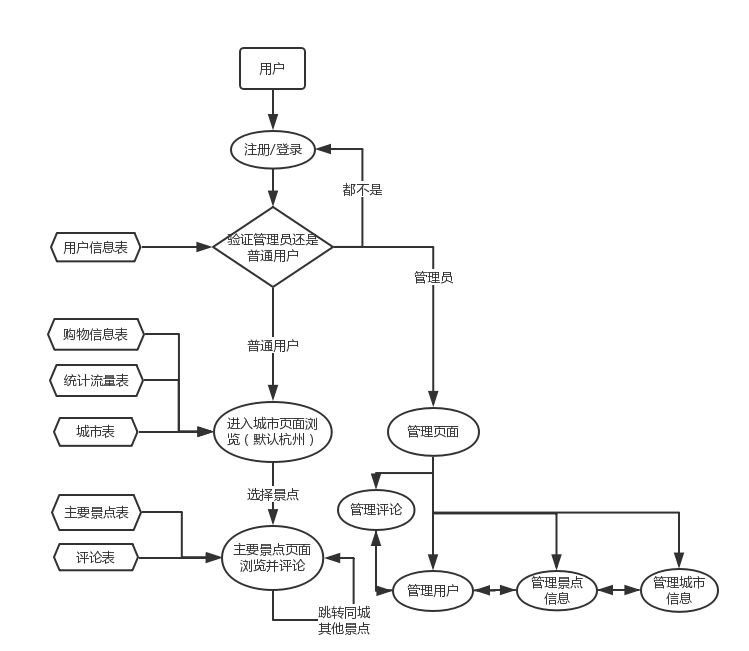 用户
注册/登录
都不是
用户信息表
验证管理员还是
普通用户
管理员
购物信息表
普通用户
统计流量表
城市表
进入城市页面浏
览（默认杭州）
管理页面
选择景点
主要景点表
管理评论
评论表
主要景点页面
浏览并评论
管理用户
管理景点
信息
管理城市
信息
跳转同城
其他景点